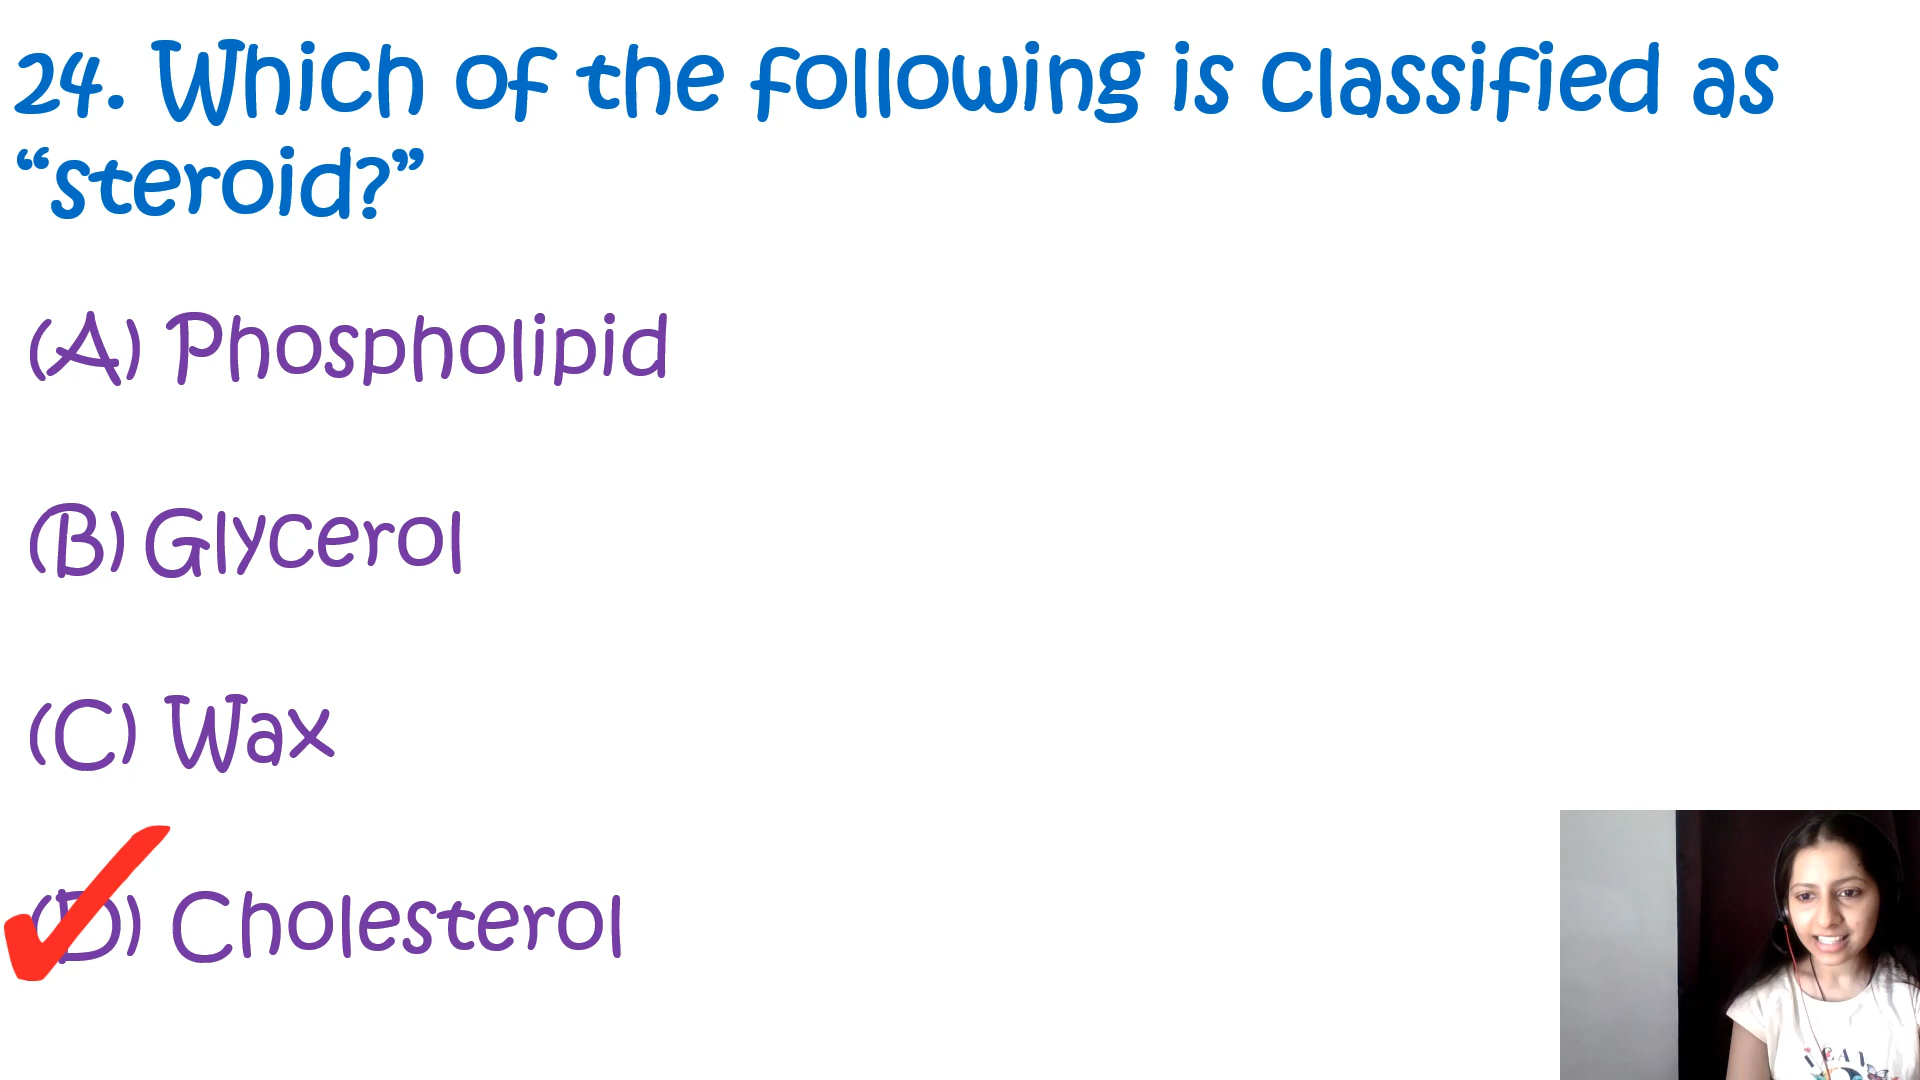 24. Which of the following is classified as
“steroid?”
(A) Phospholipid
(B) Glycerol
(C) Wax
(D) Cholesterol